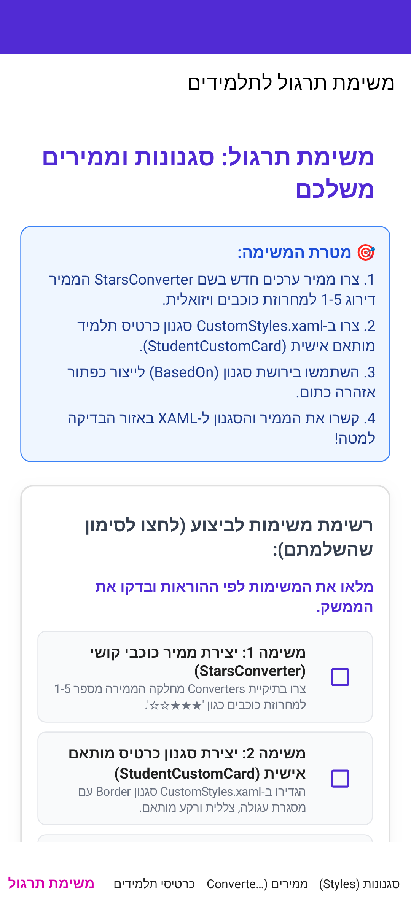 משימת תרגול לתלמידים
משימת תרגול: סגנונות וממירים
משלכם
🎯 מטרת המשימה:
1. צרו ממיר ערכים חדש בשם StarsConverter הממיר
דירוג 1-5 למחרוזת כוכבים ויזואלית.
2. צרו ב-CustomStyles.xaml סגנון כרטיס תלמיד
מותאם אישית (StudentCustomCard).
3. השתמשו בירושת סגנון (BasedOn) לייצור כפתור
אזהרה כתום.
4. קשרו את הממיר והסגנון ל-XAML באזור הבדיקה
למטה!
רשימת משימות לביצוע (לחצו לסימון
שהשלמתם):
מלאו את המשימות לפי ההוראות ובדקו את
הממשק.
משימה 1: יצירת ממיר כוכבי קושי
(StarsConverter)
צרו בתיקיית Converters מחלקה הממירה מספר 1-5
למחרוזת כוכבים כגון '★★★☆☆'.
משימה 2: יצירת סגנון כרטיס מותאם
אישית (StudentCustomCard)
הגדירו ב-CustomStyles.xaml סגנון Border עם
מסגרת עגולה, צללית ורקע מותאם.
סגנונות (Styles) ממירים (Converte... כרטיסי תלמידים משימת תרגול